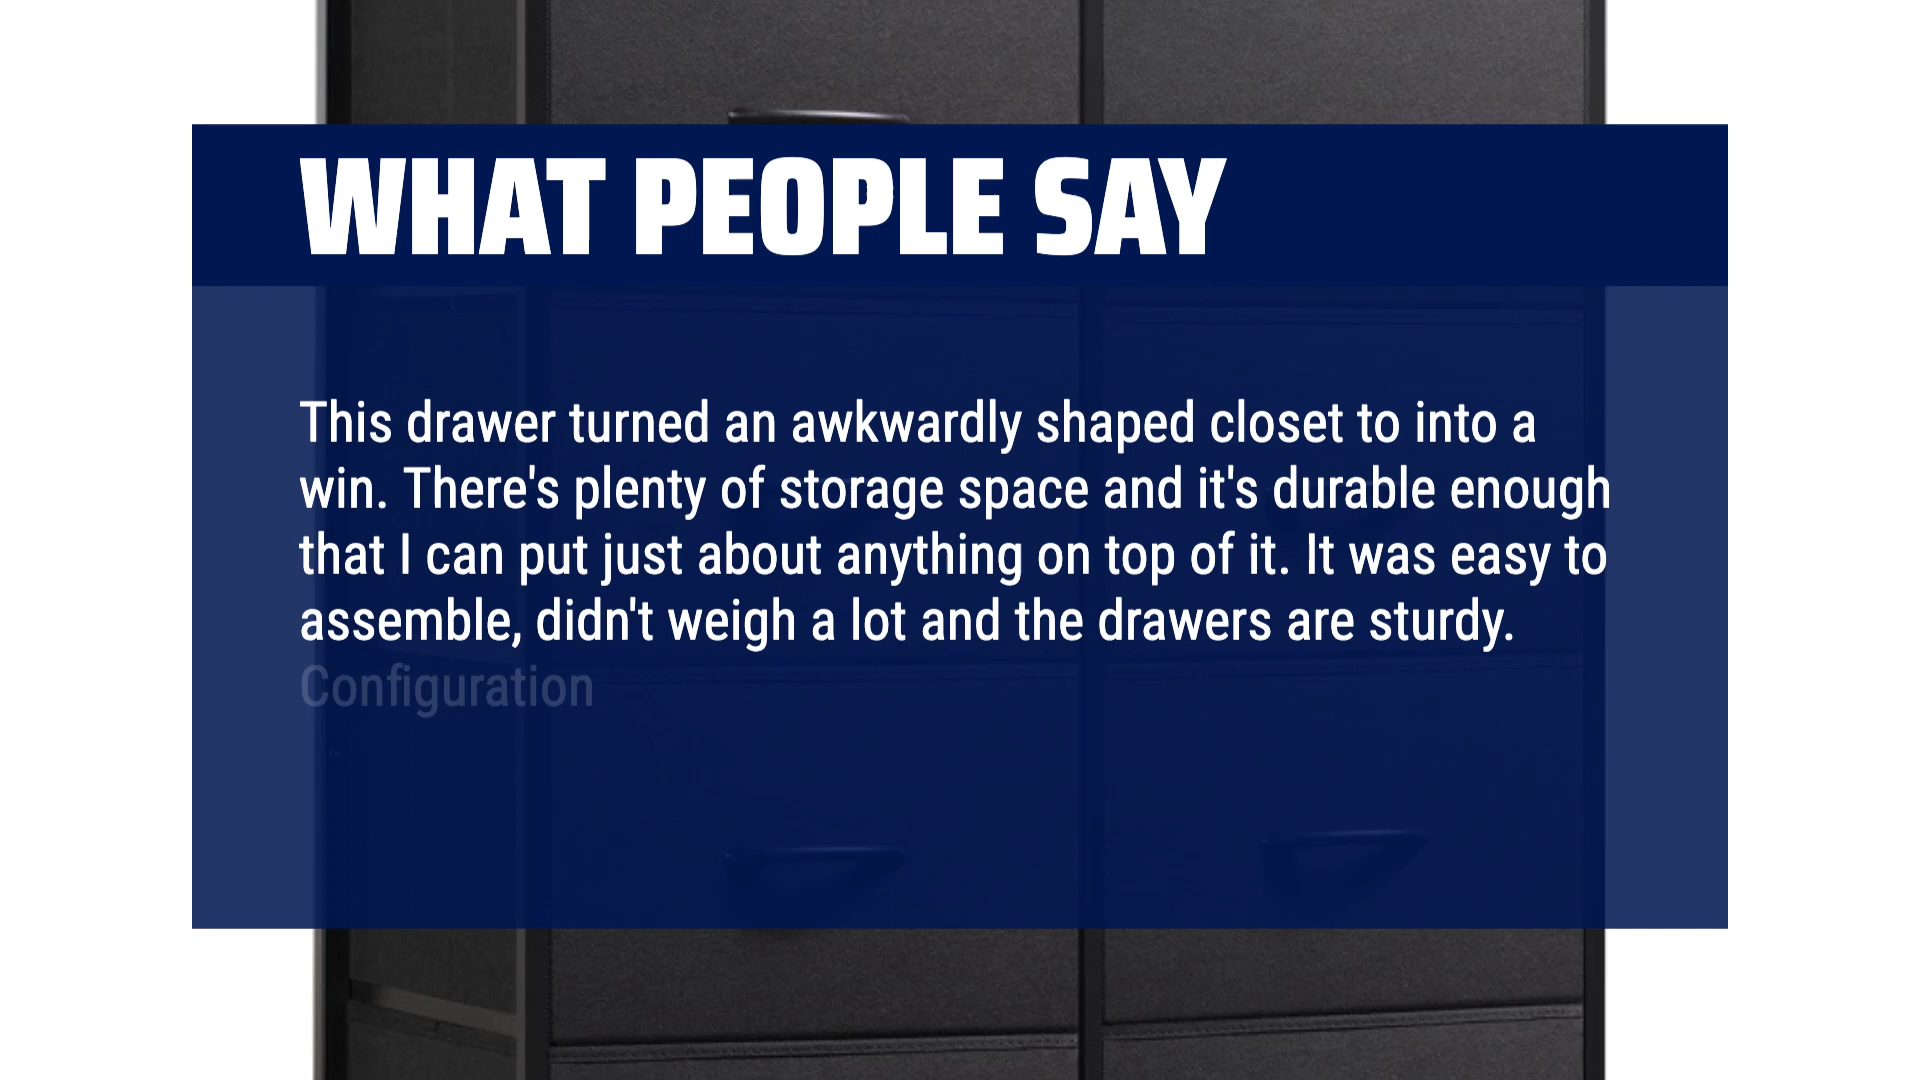 WHAT PEOPLE SAY
This drawer turned an awkwardly shaped closet to into a
win. There's plenty of storage space and it's durable enough
that I can put just about anything on top of it. It was easy to
assemble, didn't weigh a lot and the drawers are sturdy.
Configuration